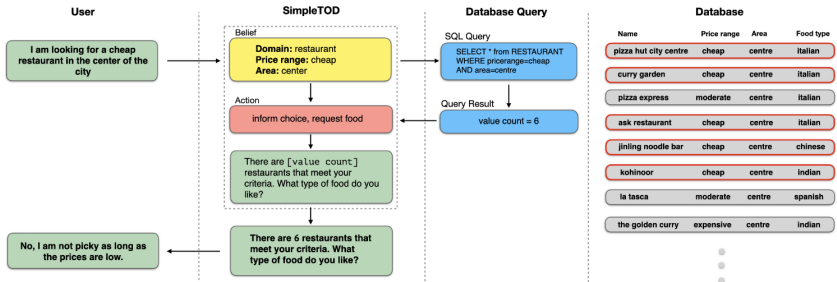 User
SimpleTOD
Database Query
Database
I am looking for a cheap
restaurant in the center of the
city
Belief
Domain: restaurant
Price range: cheap
Area: center
Action
inform choice, request food
There are [value count]
restaurants that meet your
criteria. What type of food do you
like?
There are 6 restaurants that
meet your criteria. What
type of food do you like?
No, I am not picky as long as
the prices are low.
SQL Query
SELECT * from RESTAURANT
WHERE pricerange=cheap
AND area=centre
Query Result
value count = 6
Name Price range Area Food type
pizza hut city centre cheap centre italian
curry garden cheap centre italian
pizza express moderate centre italian
ask restaurant cheap centre italian
jinling noodle bar cheap centre chinese
kohinoor cheap centre indian
la tasca moderate centre spanish
the golden curry expensive centre indian